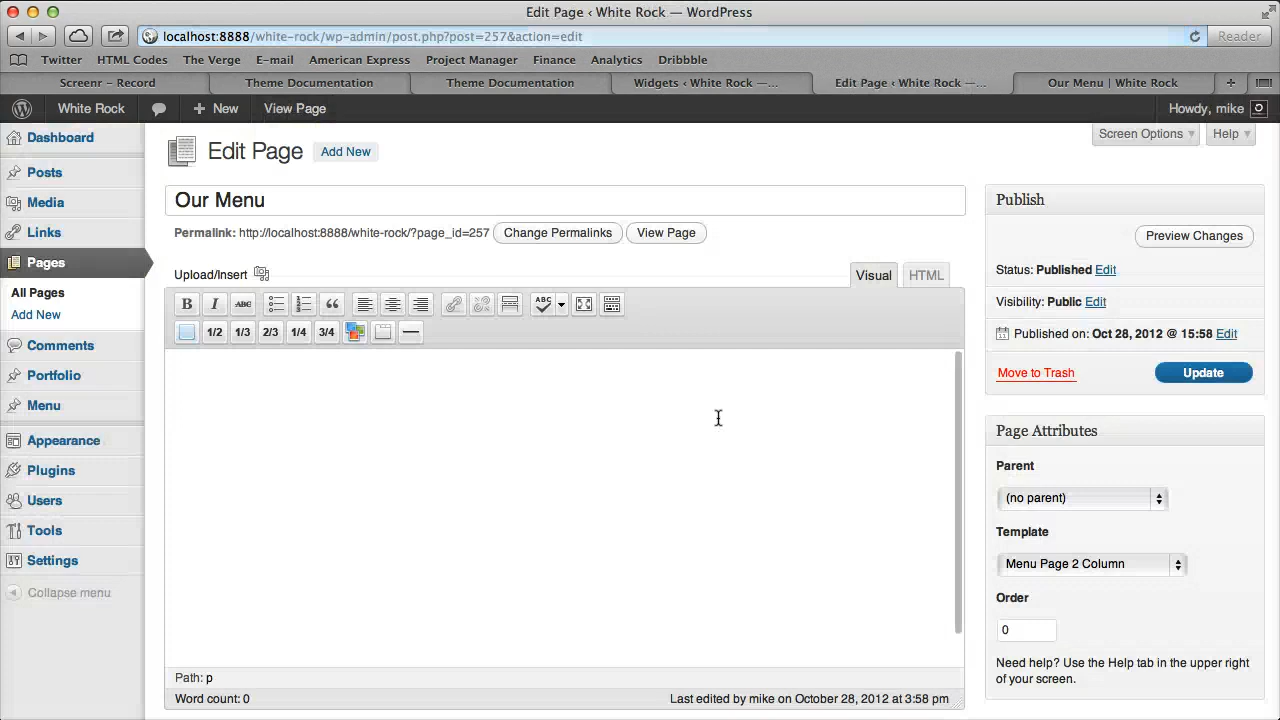 Edit Page ‹ White Rock — WordPress
localhost:8888/white-rock/wp-admin/post.php?post=257&action=edit
Reader
Twitter HTML Codes The Verge E-mail American Express Project Manager Finance Analytics Dribbble
Screenr – Record
Theme Documentation
Theme Documentation
Widgets ‹ White Rock —...
Edit Page ‹ White Rock —...
Our Menu | White Rock
White Rock
+ New
View Page
Howdy, mike
Dashboard
Posts
Media
Links
Pages
All Pages
Add New
Comments
Portfolio
Menu
Appearance
Plugins
Users
Tools
Settings
Collapse menu
Screen Options
Help
Edit Page
Add New
Our Menu
Permalink: http://localhost:8888/white-rock/?page_id=257
Change Permalinks
View Page
Upload/Insert
Visual
HTML
B I ABC ABC
1/2 1/3 2/3 1/4 3/4
Path: p
Word count: 0
Last edited by mike on October 28, 2012 at 3:58 pm
Publish
Preview Changes
Status: Published Edit
Visibility: Public Edit
Published on: Oct 28, 2012 @ 15:58 Edit
Move to Trash
Update
Page Attributes
Parent
(no parent)
Template
Menu Page 2 Column
Order
0
Need help? Use the Help tab in the upper right
of your screen.